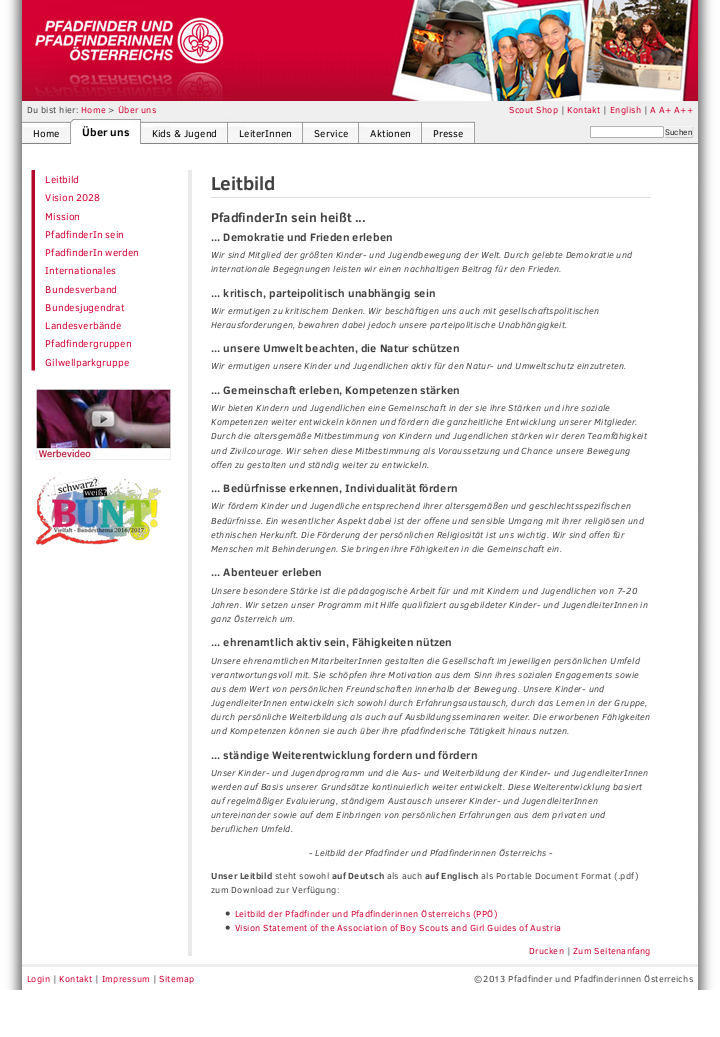 PFADFINDER UND
PFADFINDERINNEN
ÖSTERREICHS
Du bist hier: Home > Über uns
Scout Shop | Kontakt | English | A A+ A++
Home
Über uns
Kids & Jugend
LeiterInnen
Service
Aktionen
Presse
Suchen
Leitbild
Vision 2028
Mission
PfadfinderIn sein
PfadfinderIn werden
Internationales
Bundesverband
Bundesjugendrat
Landesverbände
Pfadfindergruppen
Gilwellparkgruppe
Werbevideo
schwarz?
weiß?
BUNT!
Vielfalt - Bundesthema 2016/2017
Leitbild
PfadfinderIn sein heißt ...
... Demokratie und Frieden erleben
Wir sind Mitglied der größten Kinder- und Jugendbewegung der Welt. Durch gelebte Demokratie und
internationale Begegnungen leisten wir einen nachhaltigen Beitrag für den Frieden.
... kritisch, parteipolitisch unabhängig sein
Wir ermutigen zu kritischem Denken. Wir beschäftigen uns auch mit gesellschaftspolitischen
Herausforderungen, bewahren dabei jedoch unsere parteipolitische Unabhängigkeit.
... unsere Umwelt beachten, die Natur schützen
Wir ermutigen unsere Kinder und Jugendlichen aktiv für den Natur- und Umweltschutz einzutreten.
... Gemeinschaft erleben, Kompetenzen stärken
Wir bieten Kindern und Jugendlichen eine Gemeinschaft in der sie ihre Stärken und ihre soziale
Kompetenzen weiter entwickeln können und fördern die ganzheitliche Entwicklung unserer Mitglieder.
Durch die altersgemäße Mitbestimmung von Kindern und Jugendlichen stärken wir deren Teamfähigkeit
und Zivilcourage. Wir sehen diese Mitbestimmung als Voraussetzung und Chance unsere Bewegung
offen zu gestalten und ständig weiter zu entwickeln.
... Bedürfnisse erkennen, Individualität fördern
Wir fördern Kinder und Jugendliche entsprechend ihrer altersgemäßen und geschlechtsspezifischen
Bedürfnisse. Ein wesentlicher Aspekt dabei ist der offene und sensible Umgang mit ihrer religiösen und
ethnischen Herkunft. Die Förderung der persönlichen Religiosität ist uns wichtig. Wir sind offen für
Menschen mit Behinderungen. Sie bringen ihre Fähigkeiten in die Gemeinschaft ein.
... Abenteuer erleben
Unsere besondere Stärke ist die pädagogische Arbeit für und mit Kindern und Jugendlichen von 7-20
Jahren. Wir setzen unser Programm mit Hilfe qualifiziert ausgebildeter Kinder- und JugendleiterInnen in
ganz Österreich um.
... ehrenamtlich aktiv sein, Fähigkeiten nützen
Unsere ehrenamtlichen MitarbeiterInnen gestalten die Gesellschaft im jeweiligen persönlichen Umfeld
verantwortungsvoll mit. Sie schöpfen ihre Motivation aus dem Sinn ihres sozialen Engagements sowie
aus dem Wert von persönlichen Freundschaften innerhalb der Bewegung. Unsere Kinder- und
JugendleiterInnen entwickeln sich sowohl durch Erfahrungsaustausch, durch das Lernen in der Gruppe,
durch persönliche Weiterbildung als auch auf Ausbildungsseminaren weiter. Die erworbenen Fähigkeiten
und Kompetenzen können sie auch über ihre pfadfinderische Tätigkeit hinaus nutzen.
... ständige Weiterentwicklung fordern und fördern
Unser Kinder- und Jugendprogramm und die Aus- und Weiterbildung der Kinder- und JugendleiterInnen
werden auf Basis unserer Grundsätze kontinuierlich weiter entwickelt. Diese Weiterentwicklung basiert
auf regelmäßiger Evaluierung, ständigem Austausch unserer Kinder- und JugendleiterInnen
untereinander sowie auf dem Einbringen von persönlichen Erfahrungen aus dem privaten und
beruflichen Umfeld.
- Leitbild der Pfadfinder und Pfadfinderinnen Österreichs -
Unser Leitbild steht sowohl auf Deutsch als auch auf Englisch als Portable Document Format (.pdf)
zum Download zur Verfügung:
Leitbild der Pfadfinder und Pfadfinderinnen Österreichs (PPÖ)
Vision Statement of the Association of Boy Scouts and Girl Guides of Austria
Drucken | Zum Seitenanfang
Login | Kontakt | Impressum | Sitemap
©2013 Pfadfinder und Pfadfinderinnen Österreichs